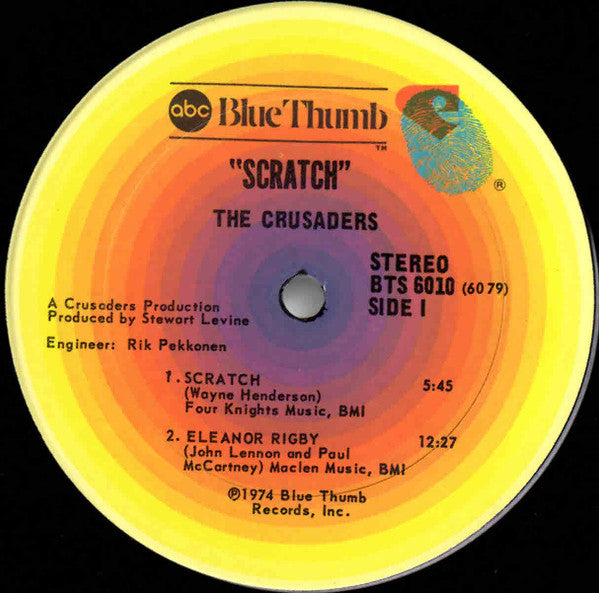 abc Blue Thumb ™
®
"SCRATCH"
THE CRUSADERS
STEREO
BTS 6010 (6079)
SIDE I
A Crusaders Production
Produced by Stewart Levine
Engineer: Rik Pekkonen
1. SCRATCH 5:45
(Wayne Henderson)
Four Knights Music, BMI
2. ELEANOR RIGBY 12:27
(John Lennon and Paul
McCartney) Maclen Music, BMI
℗1974 Blue Thumb
Records, Inc.